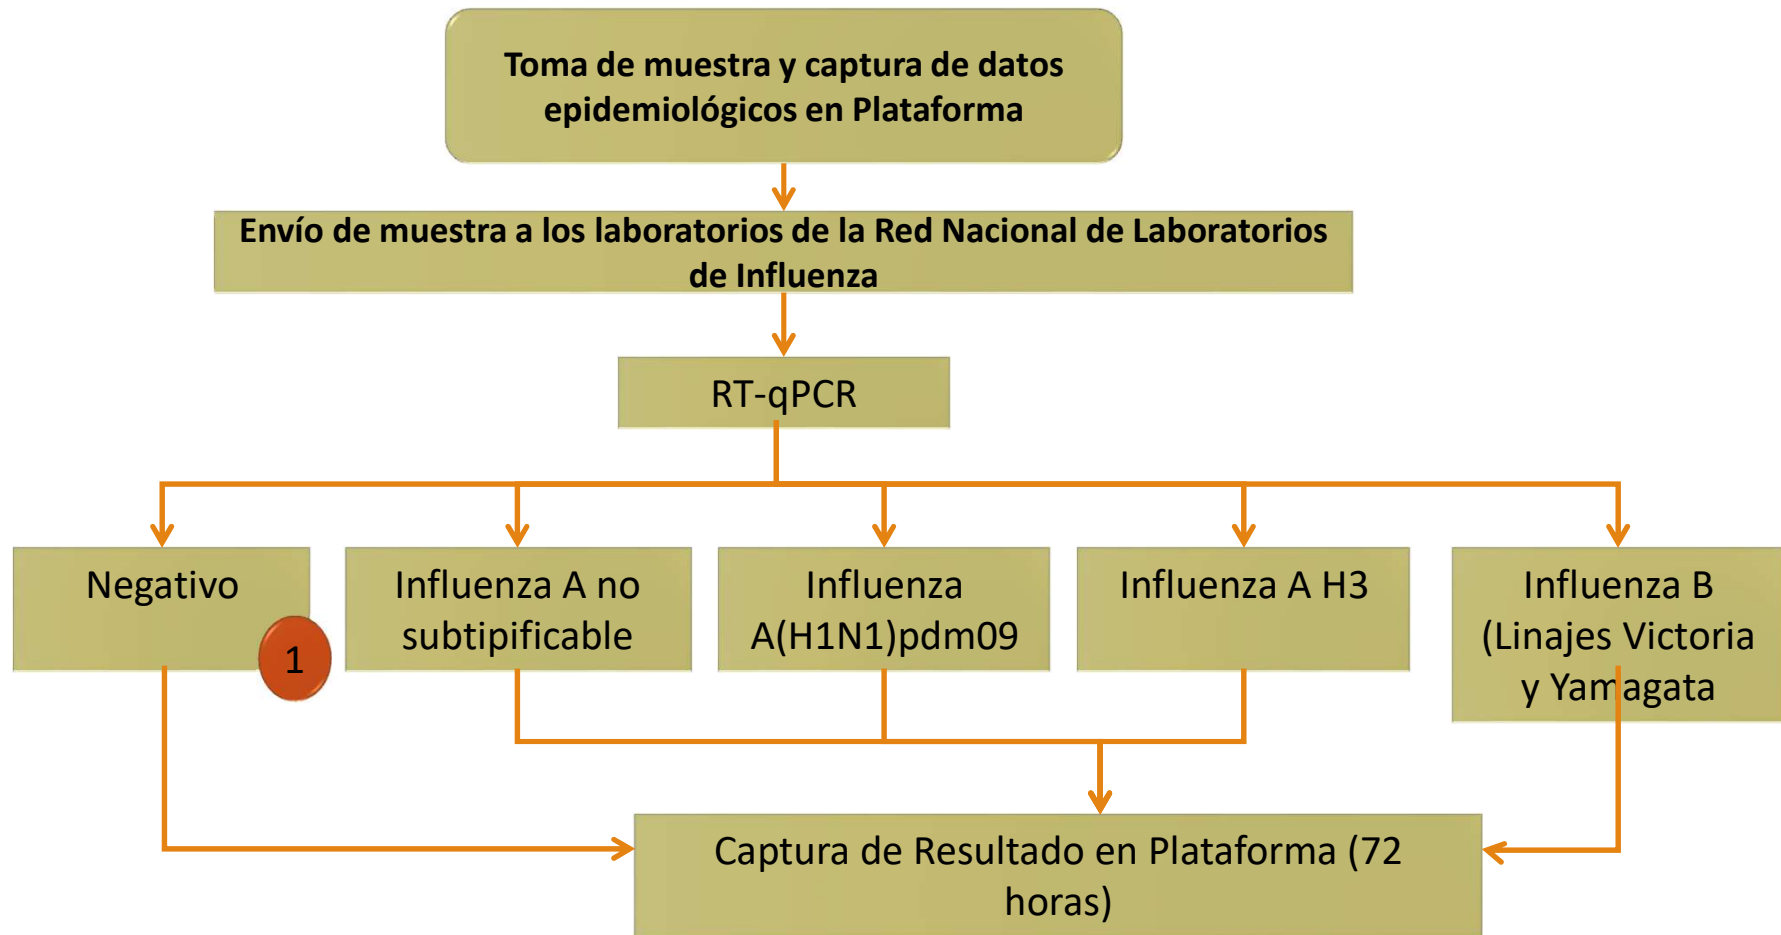 Toma de muestra y captura de datos
epidemiológicos en Plataforma
Envío de muestra a los laboratorios de la Red Nacional de Laboratorios
de Influenza
RT-qPCR
Negativo
1
Influenza A no
subtipificable
Influenza
A(H1N1)pdm09
Influenza A H3
Influenza B
(Linajes Victoria
y Yamagata
Captura de Resultado en Plataforma (72
horas)